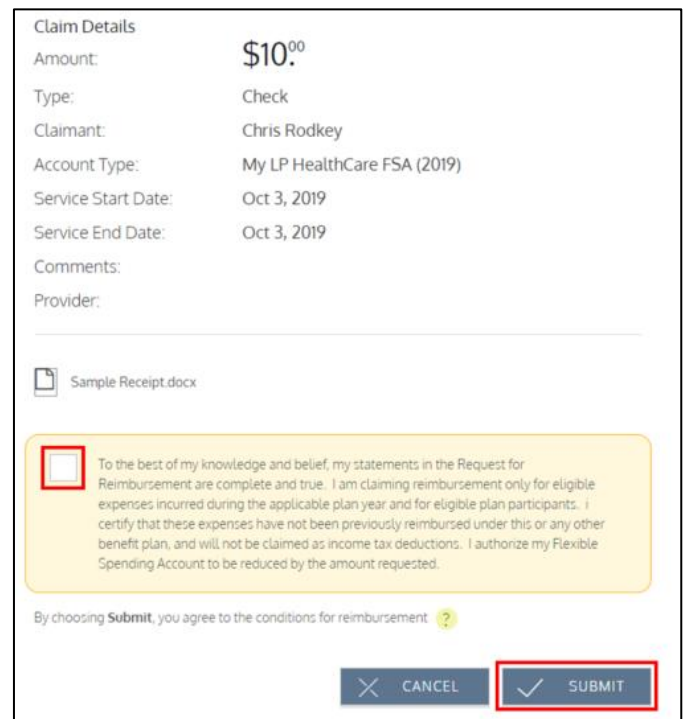 Claim Details
Amount: $10.00
Type: Check
Claimant: Chris Rodkey
Account Type: My LP HealthCare FSA (2019)
Service Start Date: Oct 3, 2019
Service End Date: Oct 3, 2019
Comments:
Provider:
Sample Receipt.docx
To the best of my knowledge and belief, my statements in the Request for
Reimbursement are complete and true. I am claiming reimbursement only for eligible
expenses incurred during the applicable plan year and for eligible plan participants. i
certify that these expenses have not been previously reimbursed under this or any other
benefit plan, and will not be claimed as income tax deductions. I authorize my Flexible
Spending Account to be reduced by the amount requested.
By choosing Submit, you agree to the conditions for reimbursement ?
CANCEL SUBMIT